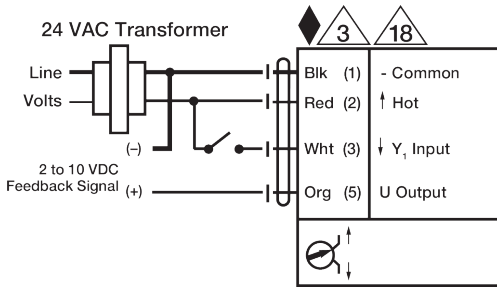 24 VAC Transformer
3
18
Line
Volts
Blk (1) - Common
Red (2) Hot
(–)
Wht (3) Y1 Input
2 to 10 VDC
Feedback Signal (+)
Org (5) U Output